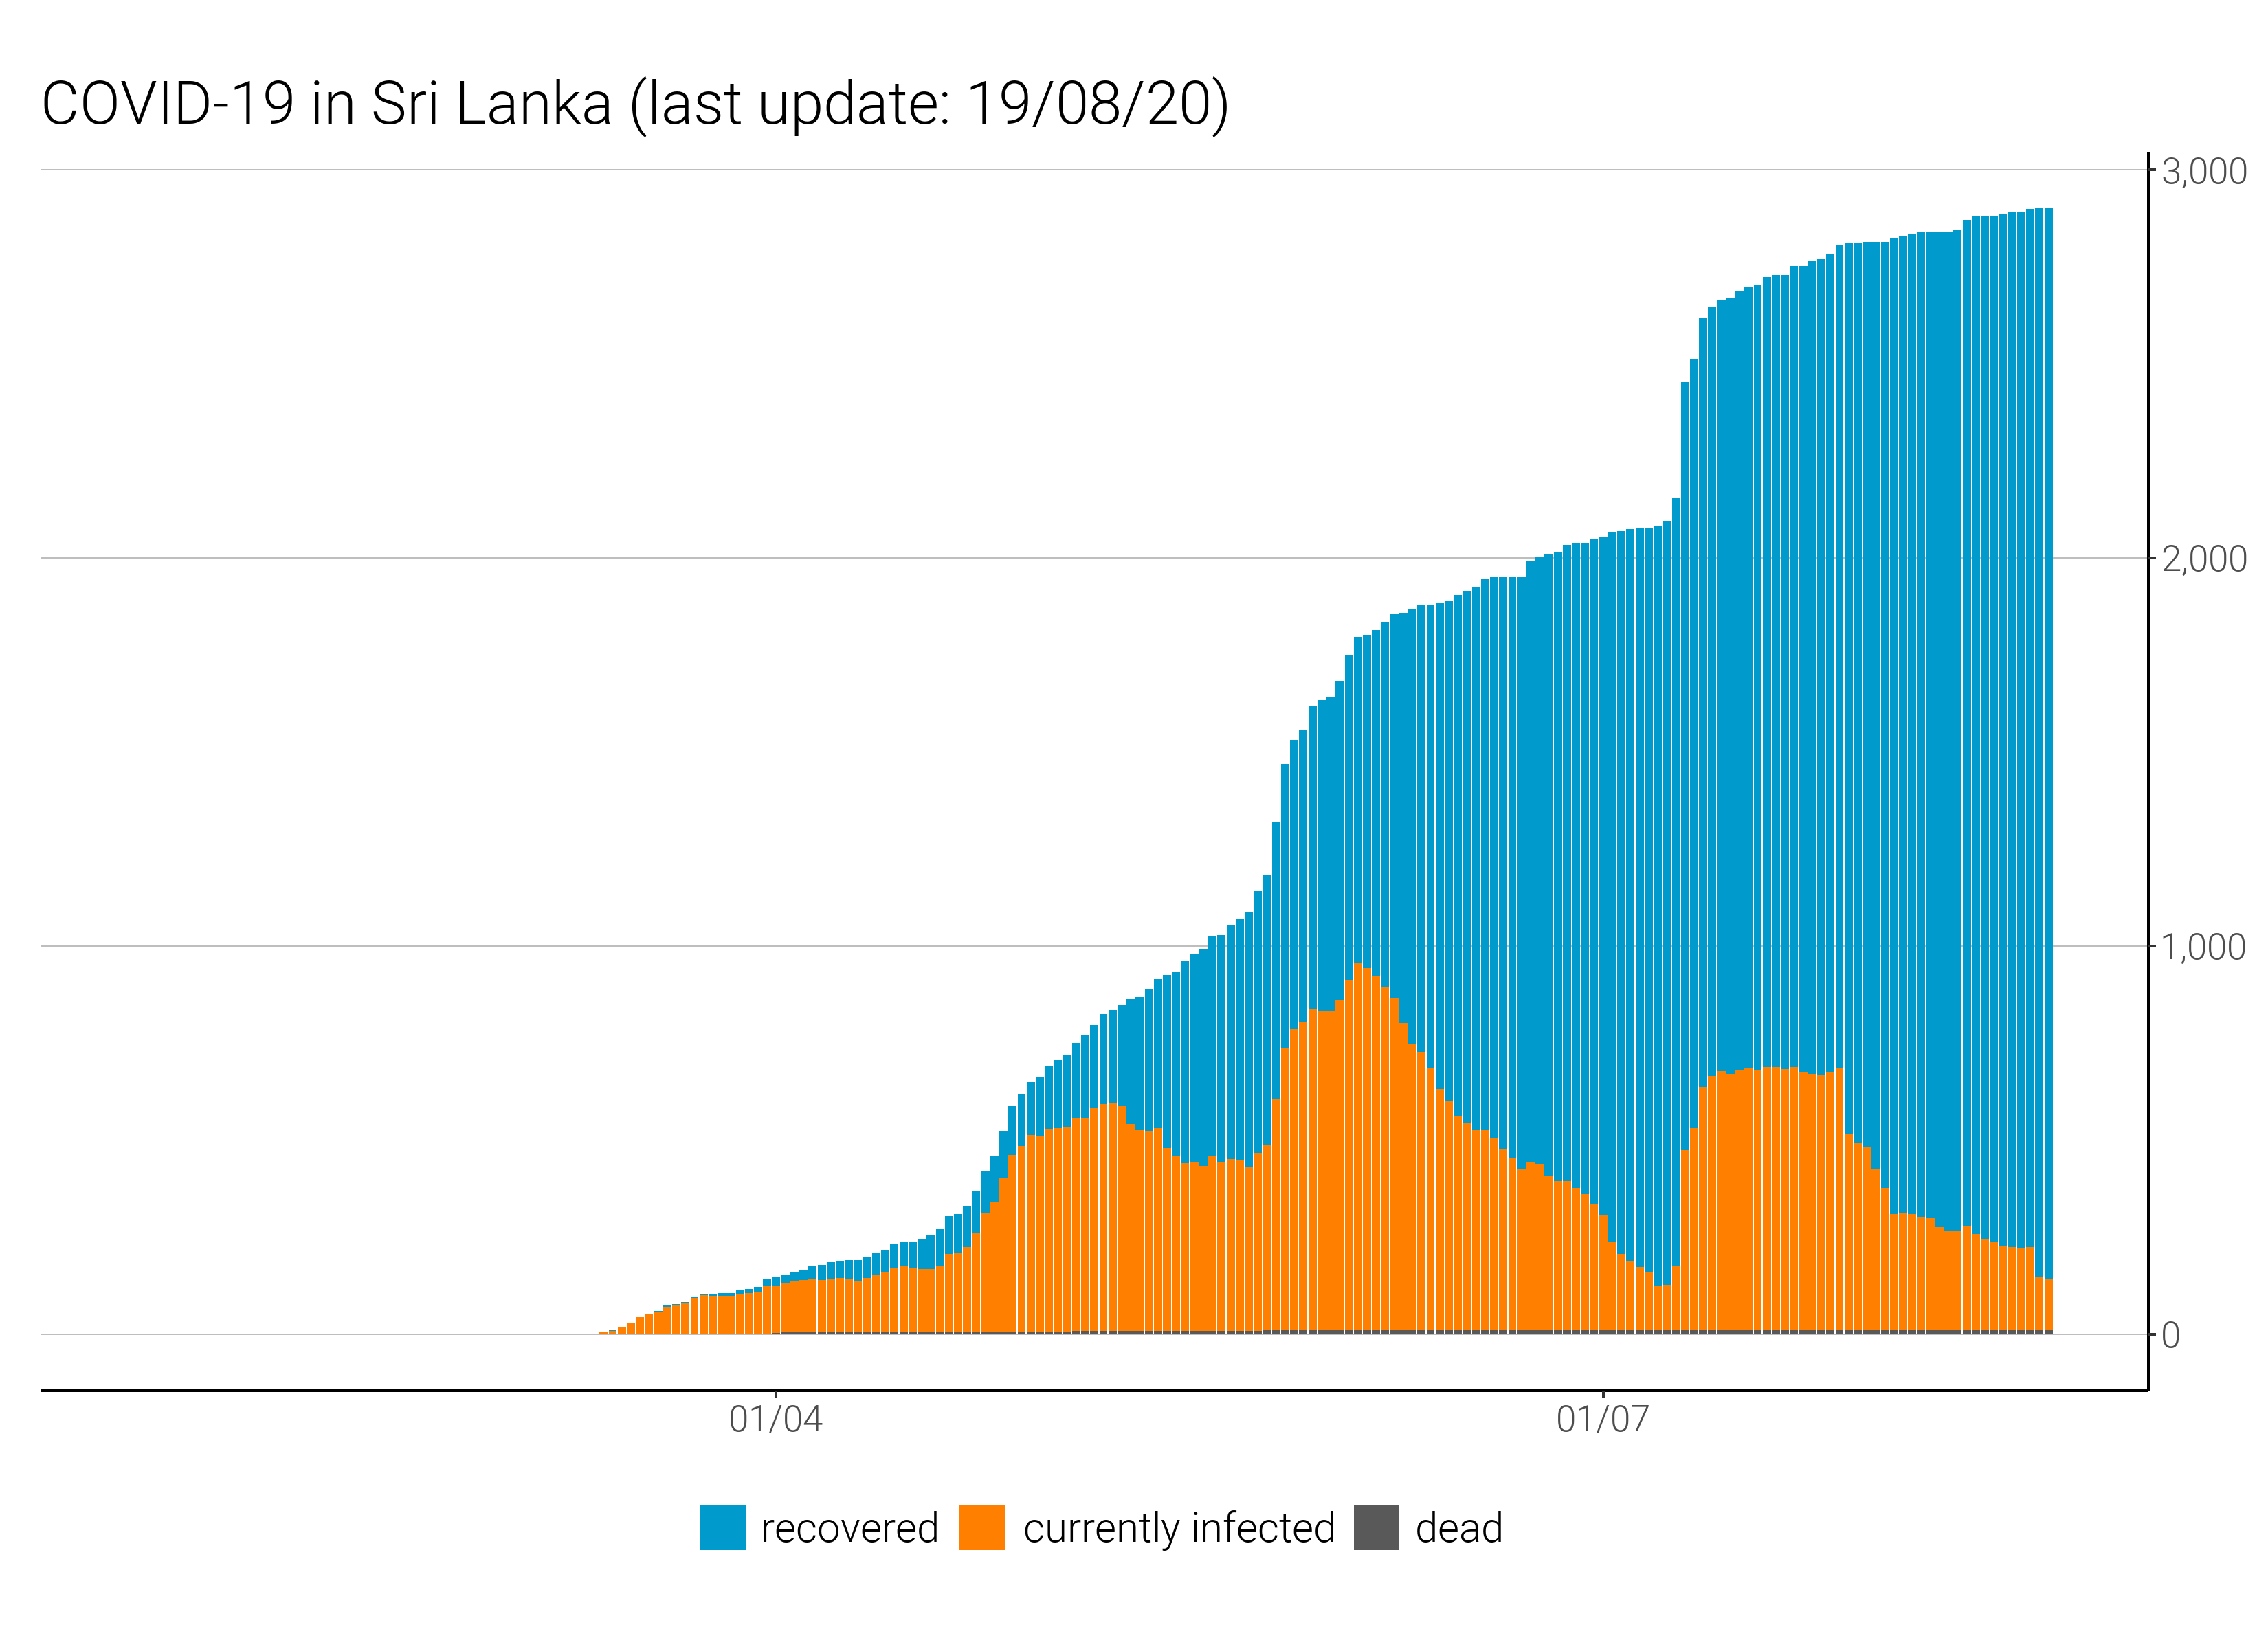 COVID-19 in Sri Lanka (last update: 19/08/20)
3,000
2,000
1,000
0
01/04 01/07
recovered currently infected dead